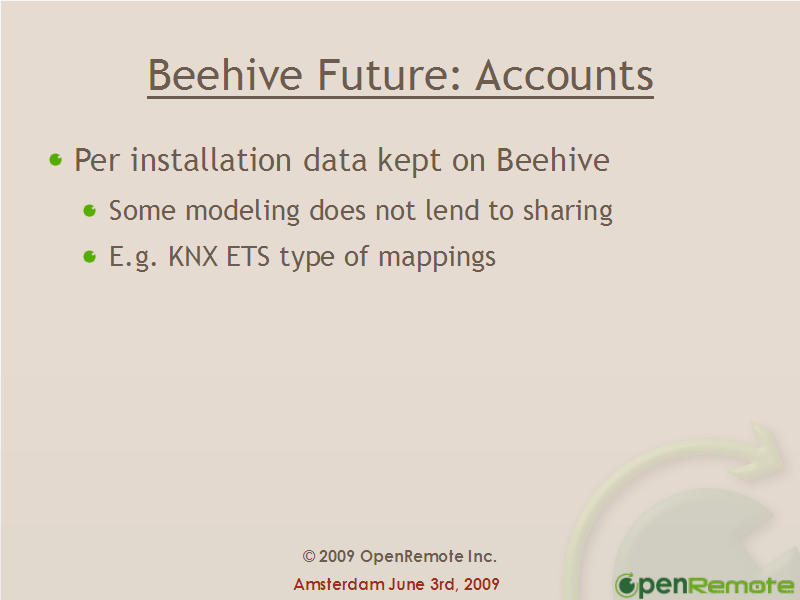 Beehive Future: Accounts
Per installation data kept on Beehive
Some modeling does not lend to sharing
E.g. KNX ETS type of mappings
© 2009 OpenRemote Inc.
Amsterdam June 3rd, 2009
OpenRemote